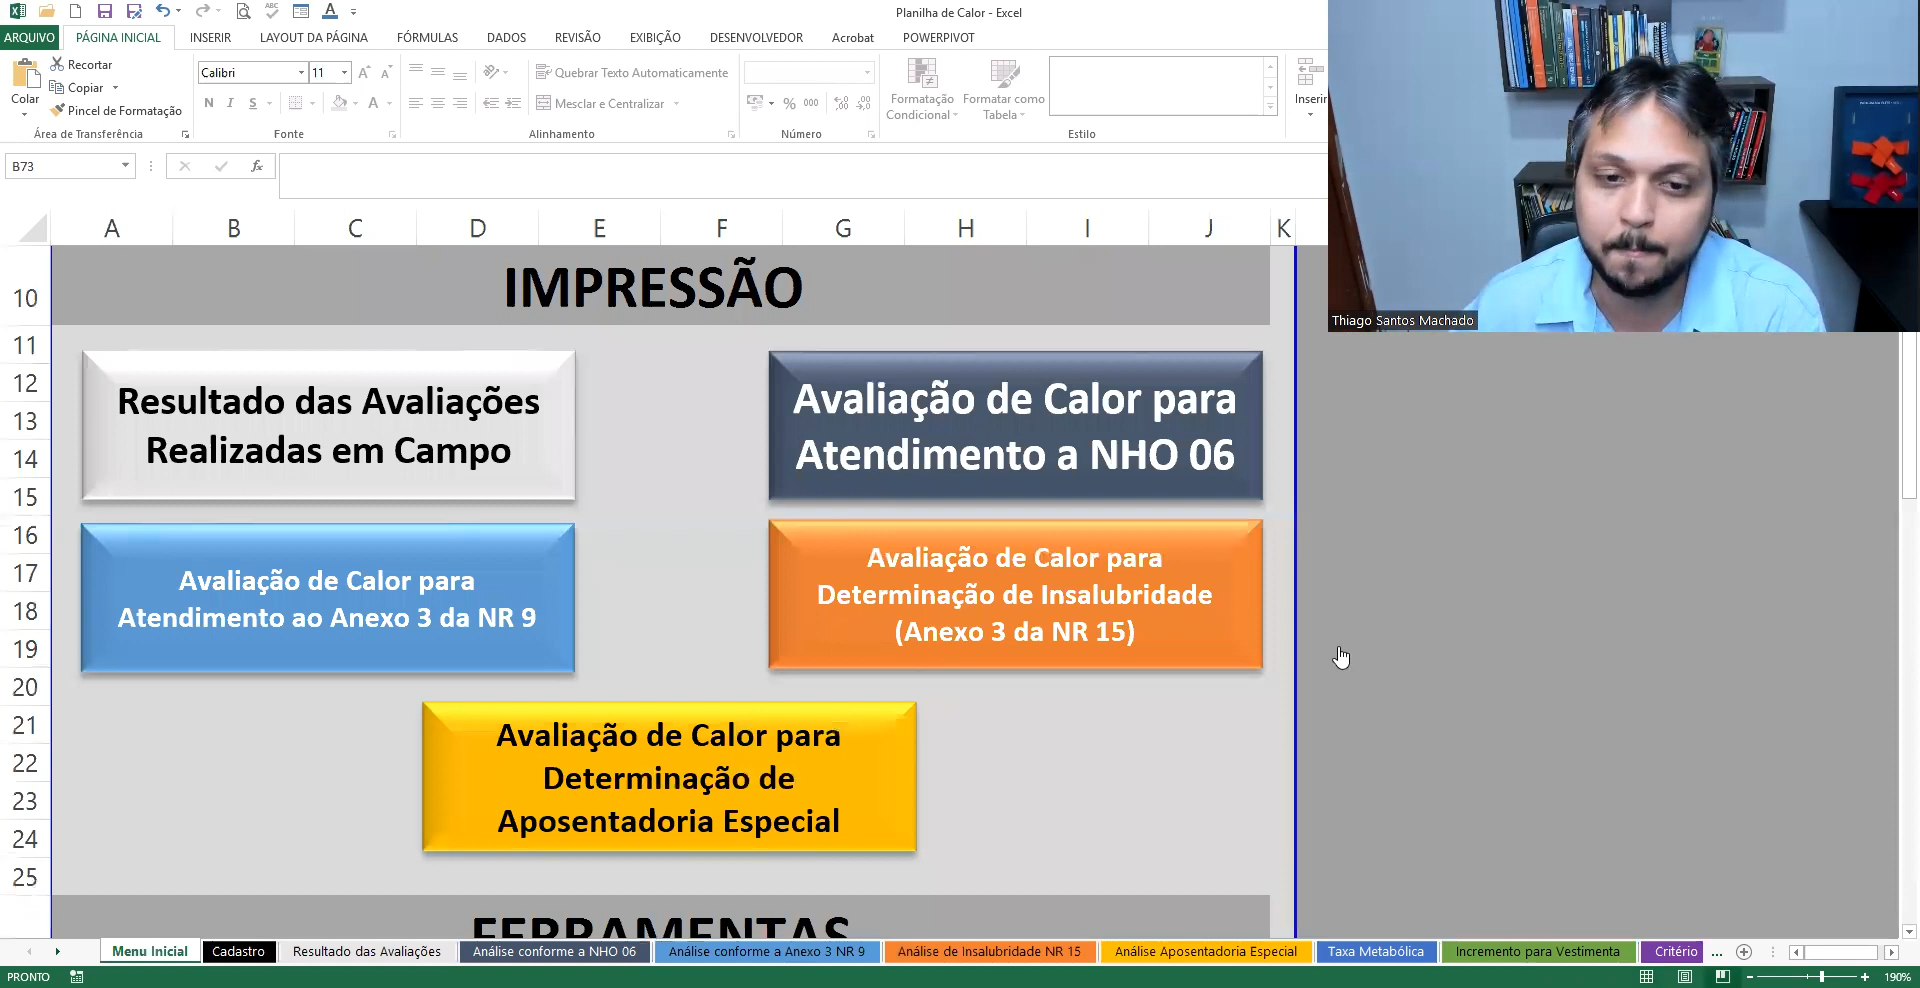 Planilha de Calor - Excel
ARQUIVO PÁGINA INICIAL INSERIR LAYOUT DA PÁGINA FÓRMULAS DADOS REVISÃO EXIBIÇÃO DESENVOLVEDOR Acrobat POWERPIVOT
Colar
Recortar
Copiar
Pincel de Formatação
Área de Transferência
Calibri 11
N I S
Fonte
Quebrar Texto Automaticamente
Mesclar e Centralizar
Alinhamento
% 000
Número
Formatação
Condicional
Formatar como
Tabela
Estilo
Inserir
B73
fx
A B C D E F G H I J K
10
11
12
13
14
15
16
17
18
19
20
21
22
23
24
25
IMPRESSÃO
Resultado das Avaliações
Realizadas em Campo
Avaliação de Calor para
Atendimento a NHO 06
Avaliação de Calor para
Atendimento ao Anexo 3 da NR 9
Avaliação de Calor para
Determinação de Insalubridade
(Anexo 3 da NR 15)
Avaliação de Calor para
Determinação de
Aposentadoria Especial
FERRAMENTAS
Thiago Santos Machado
Menu Inicial Cadastro Resultado das Avaliações Análise conforme a NHO 06 Análise conforme a Anexo 3 NR 9 Análise de Insalubridade NR 15 Análise Aposentadoria Especial Taxa Metabólica Incremento para Vestimenta Critério ...
PRONTO
190%